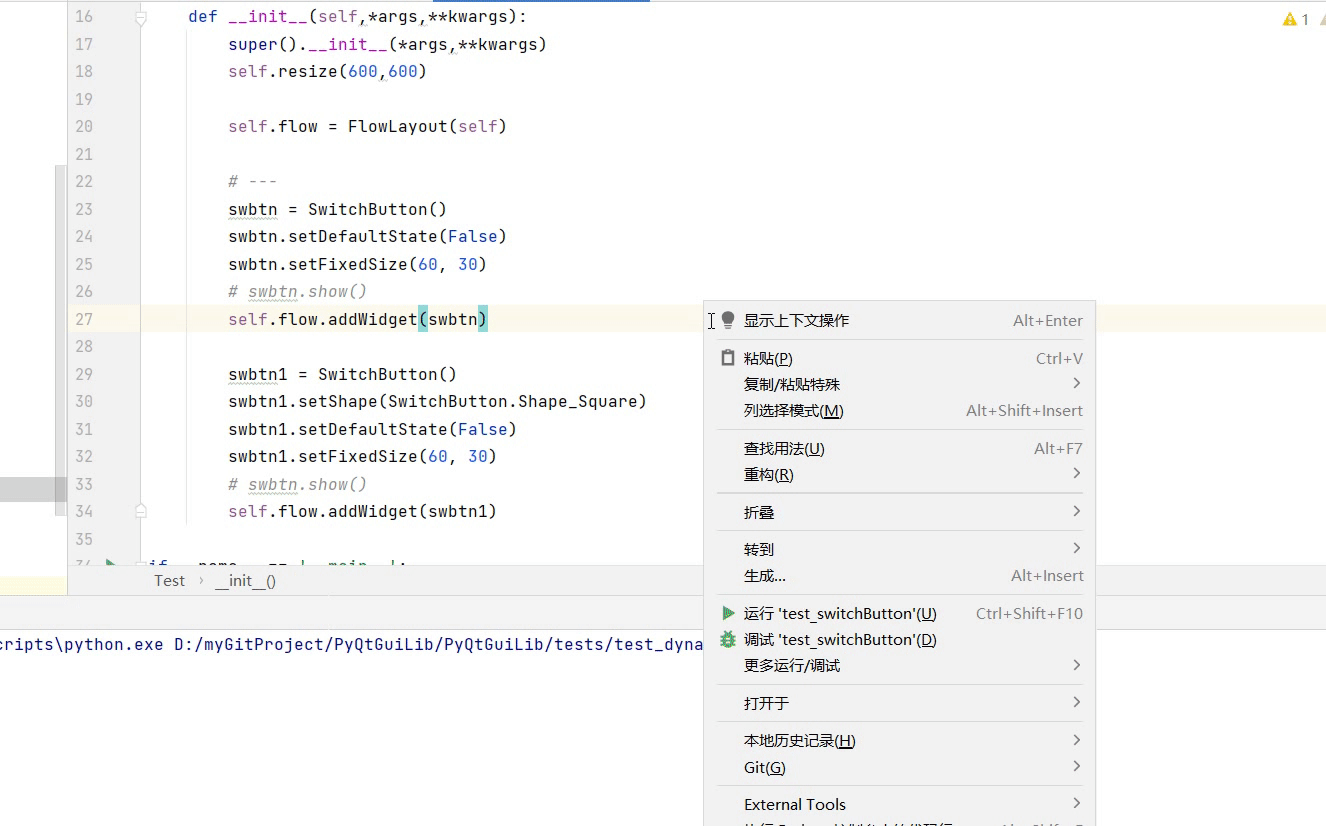 16 def __init__(self,*args,**kwargs):
1
17 super().__init__(*args,**kwargs)
18 self.resize(600,600)
19
20 self.flow = FlowLayout(self)
21
22 # ---
23 swbtn = SwitchButton()
24 swbtn.setDefaultState(False)
25 swbtn.setFixedSize(60, 30)
26 # swbtn.show()
27 self.flow.addWidget(swbtn)
28
29 swbtn1 = SwitchButton()
30 swbtn1.setShape(SwitchButton.Shape_Square)
31 swbtn1.setDefaultState(False)
32 swbtn1.setFixedSize(60, 30)
33 # swbtn.show()
34 self.flow.addWidget(swbtn1)
35
Test › __init__()
cripts\python.exe D:/myGitProject/PyQtGuiLib/PyQtGuiLib/tests/test_dyna
显示上下文操作 Alt+Enter
粘贴(P) Ctrl+V
复制/粘贴特殊
列选择模式(M) Alt+Shift+Insert
查找用法(U) Alt+F7
重构(R)
折叠
转到
生成... Alt+Insert
运行 'test_switchButton'(U) Ctrl+Shift+F10
调试 'test_switchButton'(D)
更多运行/调试
打开于
本地历史记录(H)
Git(G)
External Tools